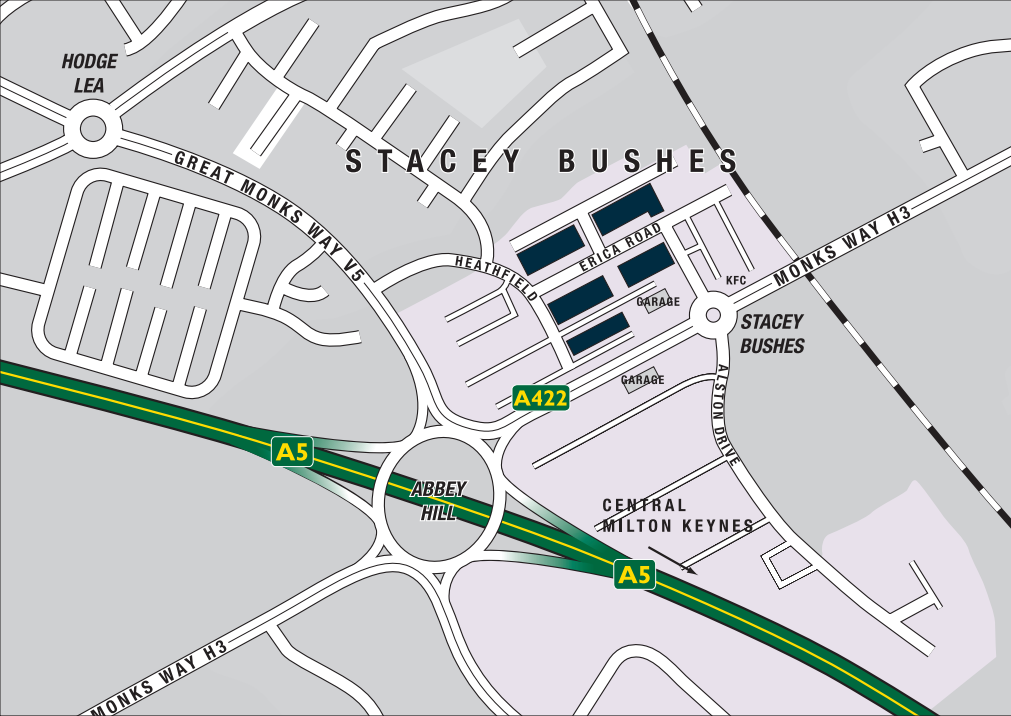 HODGE
LEA
STACEY BUSHES
GREAT MONKS WAY V5
ERICA ROAD
HEATHFIELD
MONKS WAY H3
KFC
GARAGE
STACEY
BUSHES
GARAGE
A422
ALSTON DRIVE
A5
ABBEY
HILL
CENTRAL
MILTON KEYNES
A5
MONKS WAY H3